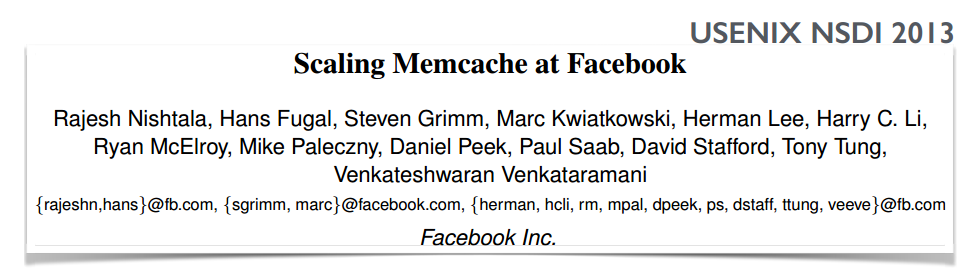 USENIX NSDI 2013
Scaling Memcache at Facebook
Rajesh Nishtala, Hans Fugal, Steven Grimm, Marc Kwiatkowski, Herman Lee, Harry C. Li,
Ryan McElroy, Mike Paleczny, Daniel Peek, Paul Saab, David Stafford, Tony Tung,
Venkateshwaran Venkataramani
{rajeshn,hans}@fb.com, {sgrimm, marc}@facebook.com, {herman, hcli, rm, mpal, dpeek, ps, dstaff, ttung, veeve}@fb.com
Facebook Inc.